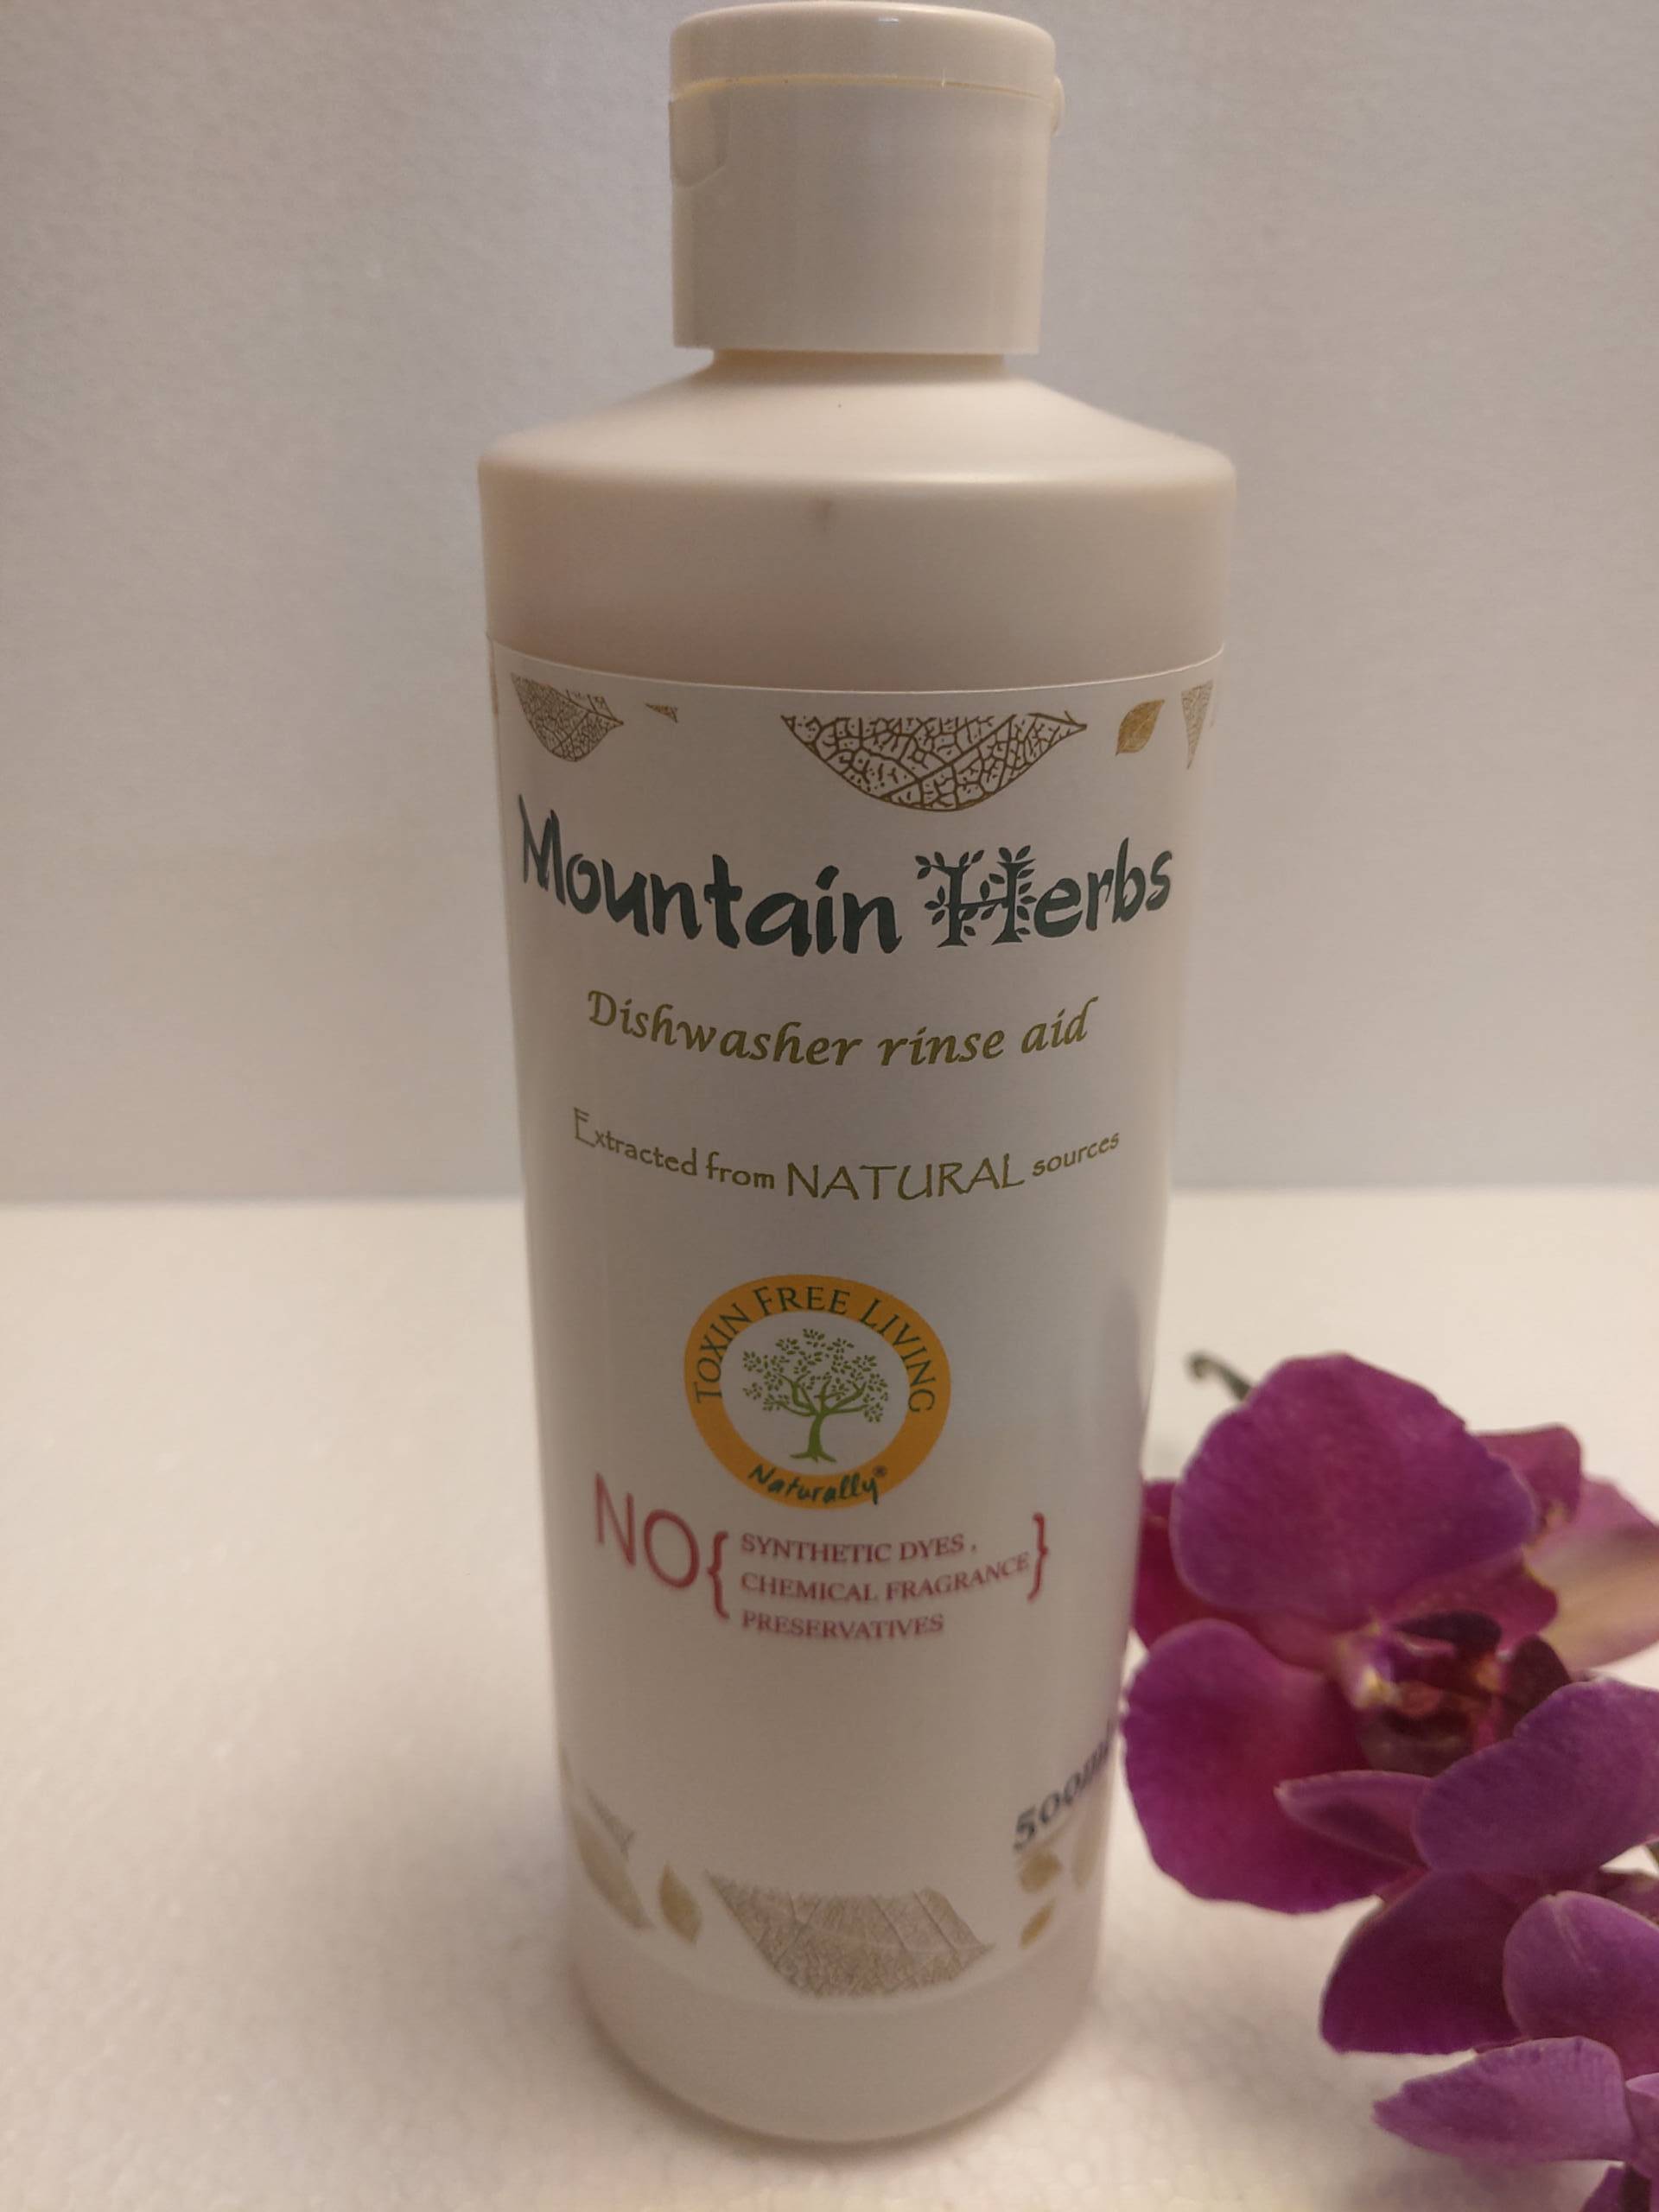 Mountain Herbs
Dishwasher rinse aid
Extracted from NATURAL sources
TOXIN FREE LIVING
Naturally®
NO { SYNTHETIC DYES , }
CHEMICAL FRAGRANCE
PRESERVATIVES
500ml